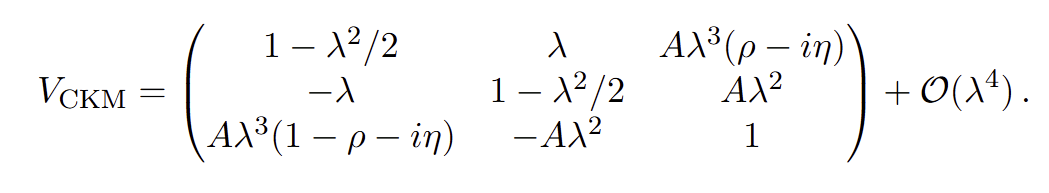 V_CKM = ( 1 − λ²/2   λ   Aλ³(ρ − iη)
−λ   1 − λ²/2   Aλ²
Aλ³(1 − ρ − iη)   −Aλ²   1 ) + 𝒪(λ⁴) .